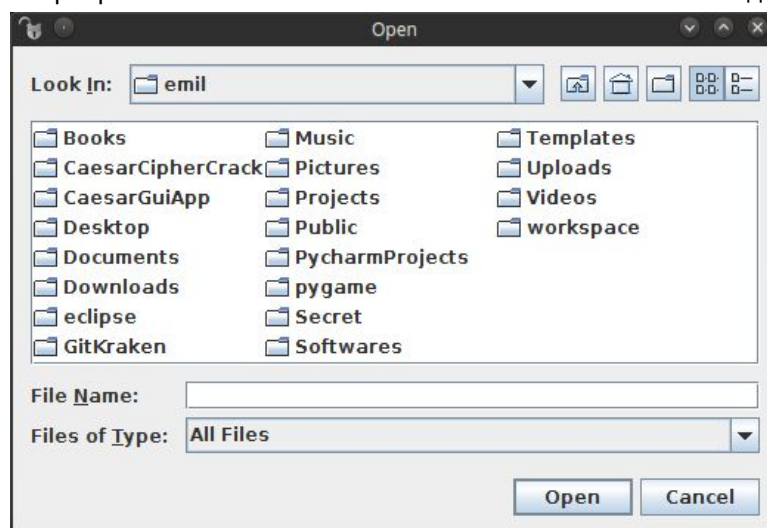 Open
Look In: emil
Books Music Templates
CaesarCipherCrack Pictures Uploads
CaesarGuiApp Projects Videos
Desktop Public workspace
Documents PycharmProjects
Downloads pygame
eclipse Secret
GitKraken Softwares
File Name:
Files of Type: All Files
Open Cancel